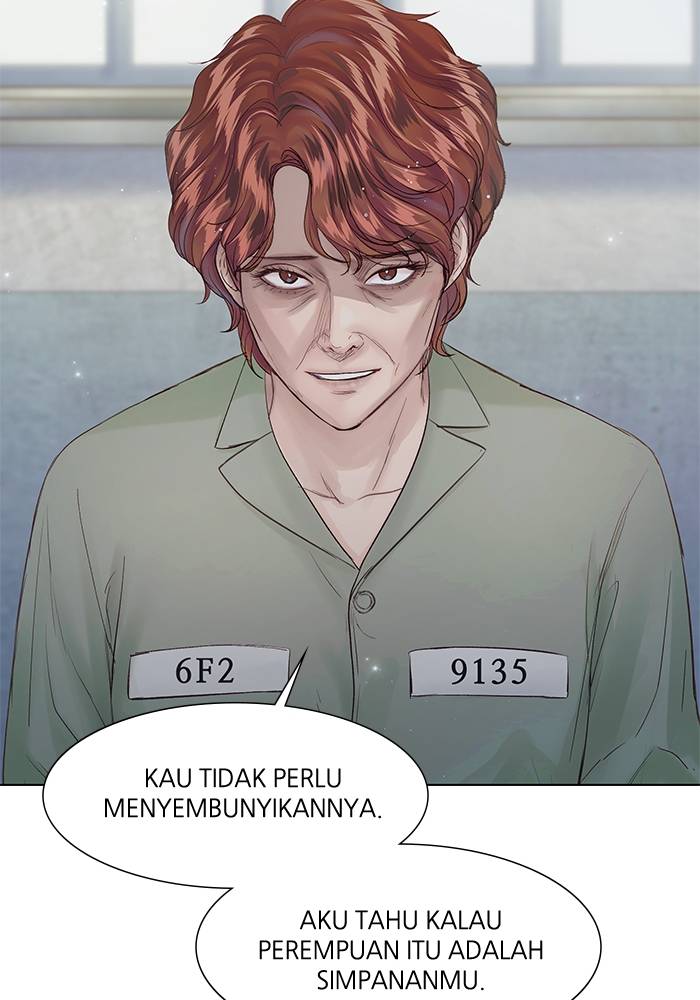 6F2
9135
KAU TIDAK PERLU
MENYEMBUNYIKANNYA.
AKU TAHU KALAU
PEREMPUAN ITU ADALAH
SIMPANANMU.